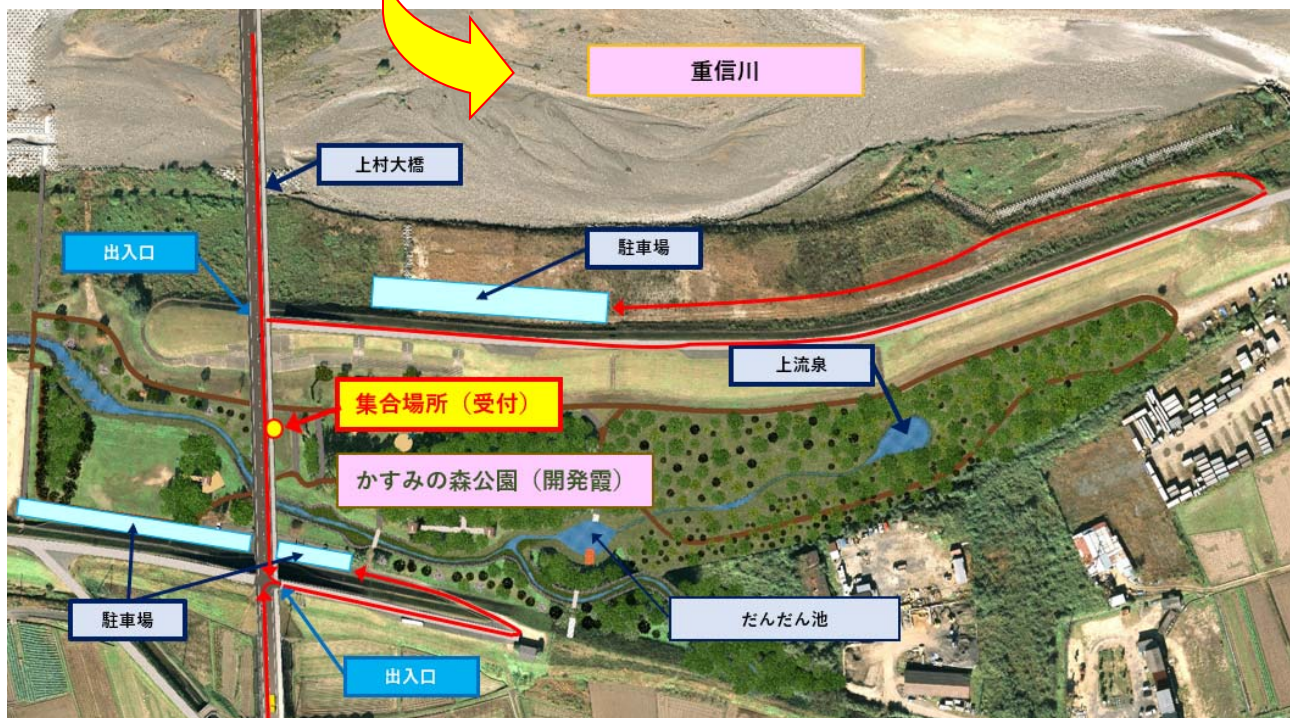 重信川
上村大橋
出入口
駐車場
上流泉
集合場所（受付）
かすみの森公園（開発霞）
駐車場
だんだん池
出入口